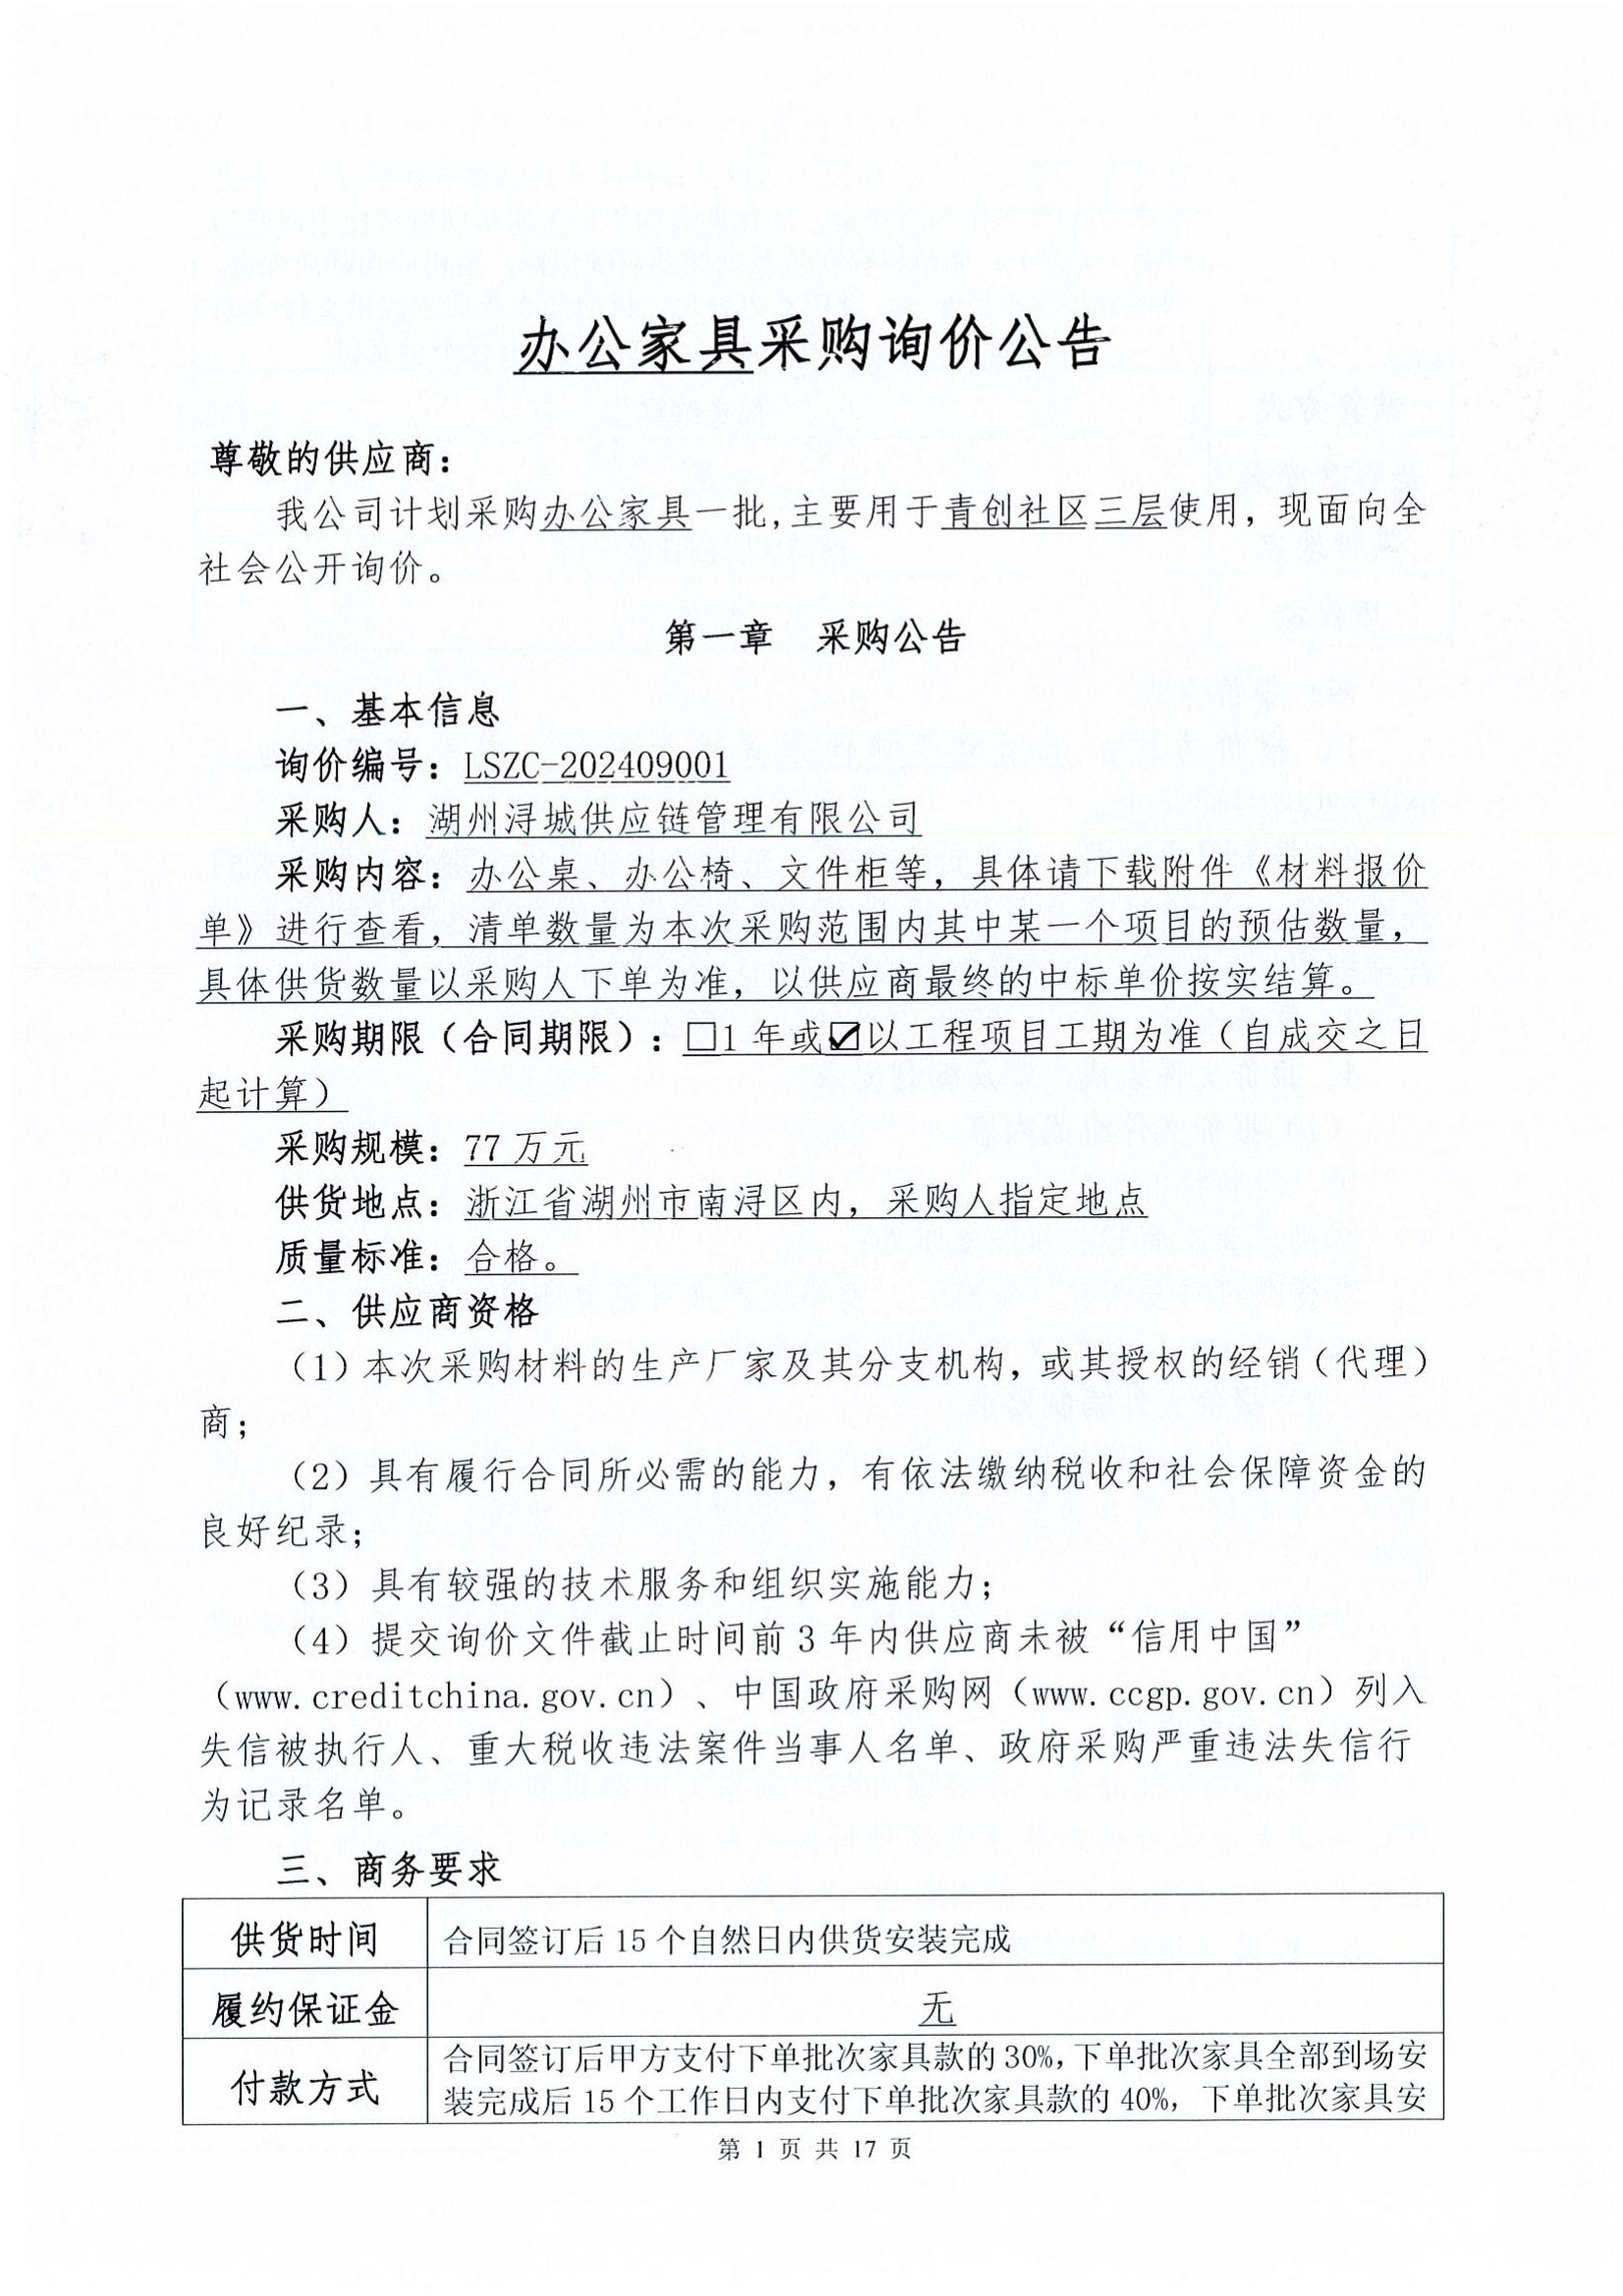 办公家具采购询价公告
尊敬的供应商：
我公司计划采购办公家具一批,主要用于青创社区三层使用，现面向全
社会公开询价。
第一章 采购公告
一、基本信息
询价编号：LSZC-202409001
采购人：湖州浔城供应链管理有限公司
采购内容：办公桌、办公椅、文件柜等，具体请下载附件《材料报价
单》进行查看，清单数量为本次采购范围内其中某一个项目的预估数量，
具体供货数量以采购人下单为准，以供应商最终的中标单价按实结算。
采购期限（合同期限）：□1 年或☑以工程项目工期为准（自成交之日
起计算）
采购规模：77 万元
供货地点：浙江省湖州市南浔区内，采购人指定地点
质量标准：合格。
二、供应商资格
（1）本次采购材料的生产厂家及其分支机构，或其授权的经销（代理）
商；
（2）具有履行合同所必需的能力，有依法缴纳税收和社会保障资金的
良好纪录；
（3）具有较强的技术服务和组织实施能力；
（4）提交询价文件截止时间前 3 年内供应商未被“信用中国”
（www.creditchina.gov.cn）、中国政府采购网（www.ccgp.gov.cn）列入
失信被执行人、重大税收违法案件当事人名单、政府采购严重违法失信行
为记录名单。
三、商务要求
供货时间 合同签订后 15 个自然日内供货安装完成
履约保证金 无
付款方式 合同签订后甲方支付下单批次家具款的 30%，下单批次家具全部到场安
装完成后 15 个工作日内支付下单批次家具款的 40%，下单批次家具安
第 1 页 共 17 页